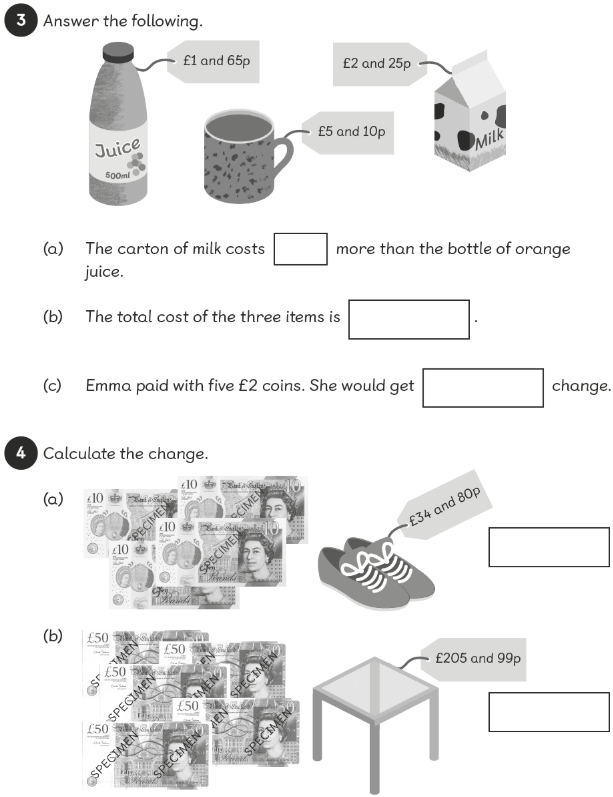 3 Answer the following.
£1 and 65p
£2 and 25p
£5 and 10p
Juice
500ml
Milk
(a) The carton of milk costs more than the bottle of orange
juice.
(b) The total cost of the three items is .
(c) Emma paid with five £2 coins. She would get change.
4 Calculate the change.
(a)
£10
£10
£10
£10
SPECIMEN
SPECIMEN
SPECIMEN
£34 and 80p
(b)
£50
£50
£50
£50
£50
SPECIMEN
SPECIMEN
SPECIMEN
SPECIMEN
£205 and 99p